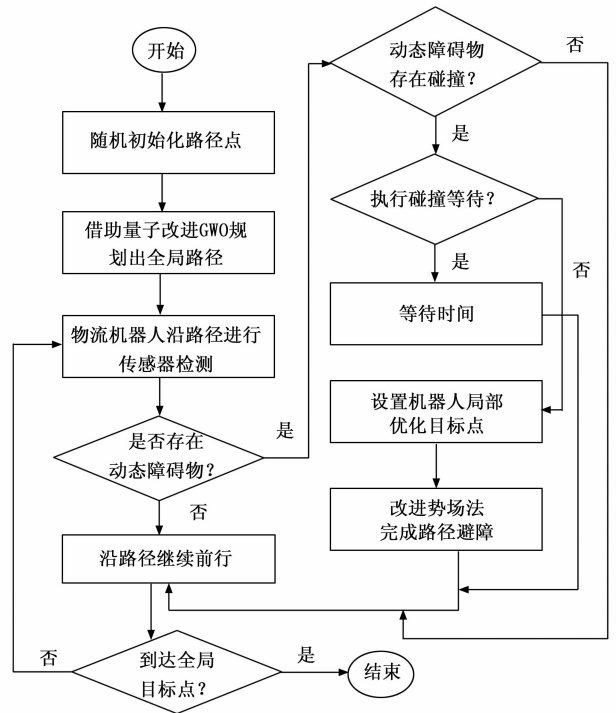 开始
随机初始化路径点
借助量子改进GWO规
划出全局路径
物流机器人沿路径进行
传感器检测
是否存在
动态障碍物？
是
否
沿路径继续前行
到达全局
目标点？
否
是
结束
动态障碍物
存在碰撞？
否
是
执行碰撞等待？
否
是
等待时间
设置机器人局部
优化目标点
改进势场法
完成路径避障